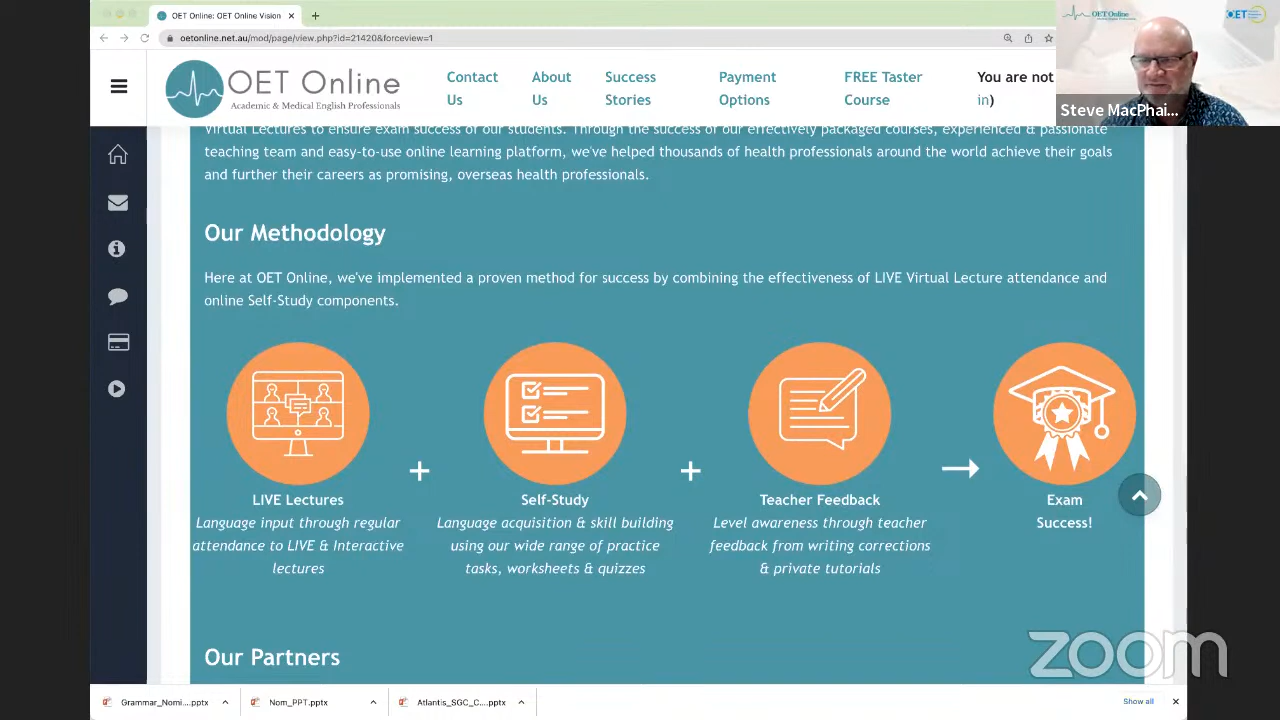 OET Online: OET Online Vision
oetonline.net.au/mod/page/view.php?id=21420&forceview=1
OET Online
Academic & Medical English Professionals
Contact Us
About Us
Success Stories
Payment Options
FREE Taster Course
You are not
in)
OET Online
OET
Steve MacPhai...
Virtual Lectures to ensure exam success of our students. Through the success of our effectively packaged courses, experienced & passionate
teaching team and easy-to-use online learning platform, we've helped thousands of health professionals around the world achieve their goals
and further their careers as promising, overseas health professionals.
Our Methodology
Here at OET Online, we've implemented a proven method for success by combining the effectiveness of LIVE Virtual Lecture attendance and
online Self-Study components.
LIVE Lectures
Language input through regular
attendance to LIVE & Interactive
lectures
+
Self-Study
Language acquisition & skill building
using our wide range of practice
tasks, worksheets & quizzes
+
Teacher Feedback
Level awareness through teacher
feedback from writing corrections
& private tutorials
Exam
Success!
Our Partners
zoom
Grammar_Nomi....pptx
Nom_PPT.pptx
Atlantis_SGC_C....pptx
Show all